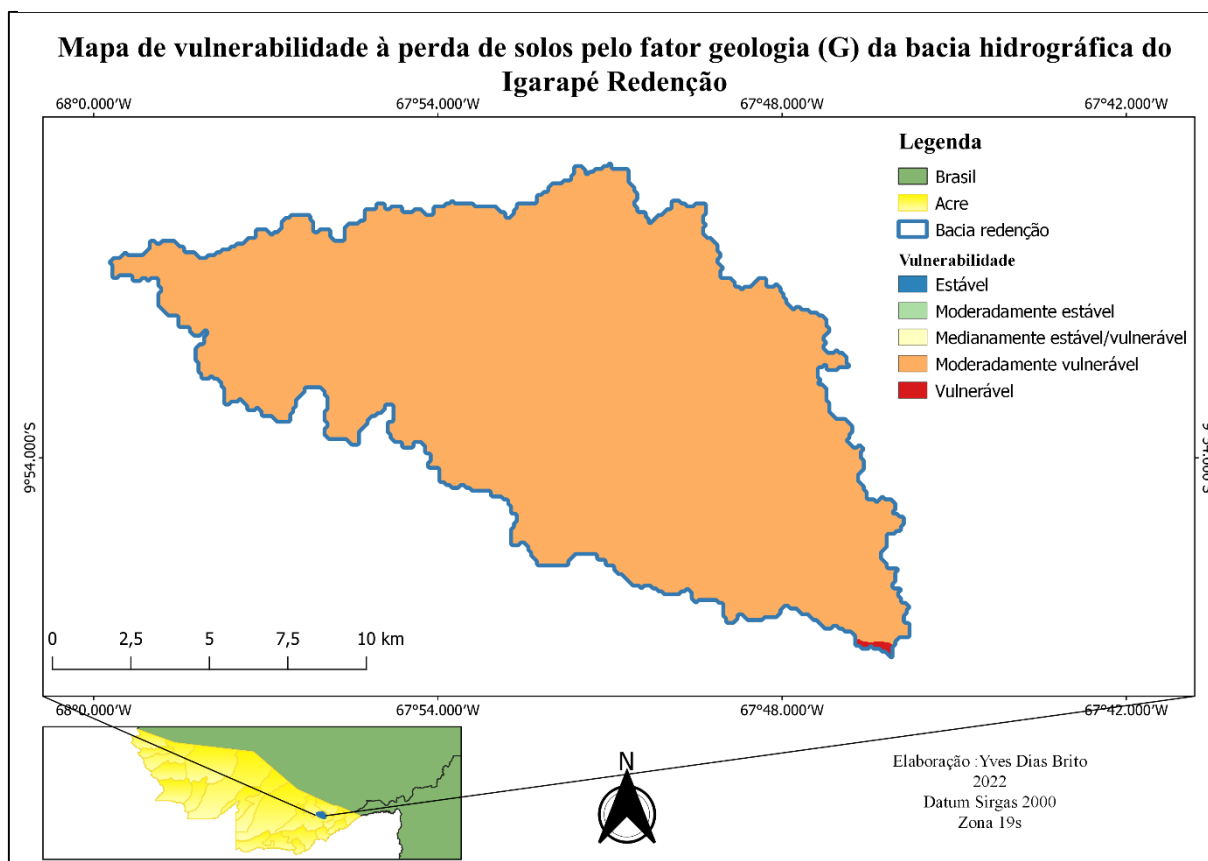 Mapa de vulnerabilidade à perda de solos pelo fator geologia (G) da bacia hidrográfica do
Igarapé Redenção
68°0.000'W 67°54.000'W 67°48.000'W 67°42.000'W
Legenda
Brasil
Acre
Bacia redenção
Vulnerabilidade
Estável
Moderadamente estável
Medianamente estável/vulnerável
Moderadamente vulnerável
Vulnerável
9°54.000'S
9°54.000'S
0 2,5 5 7,5 10 km
68°0.000'W 67°54.000'W 67°48.000'W 67°42.000'W
N
Elaboração :Yves Dias Brito
2022
Datum Sirgas 2000
Zona 19s